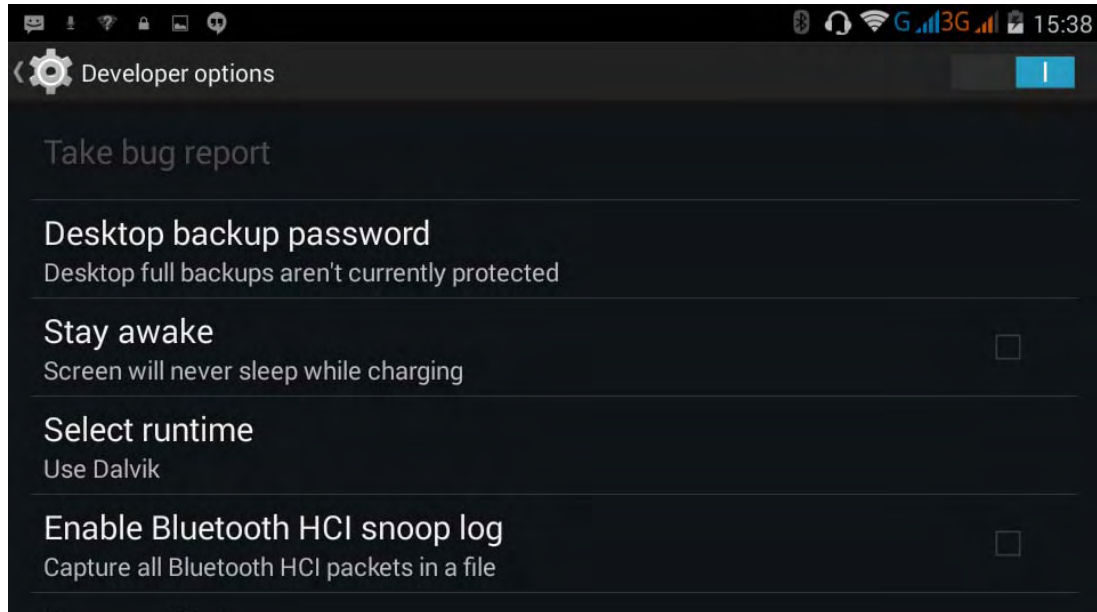 G 3G 15:38
Developer options
Take bug report
Desktop backup password
Desktop full backups aren't currently protected
Stay awake
Screen will never sleep while charging
Select runtime
Use Dalvik
Enable Bluetooth HCI snoop log
Capture all Bluetooth HCI packets in a file